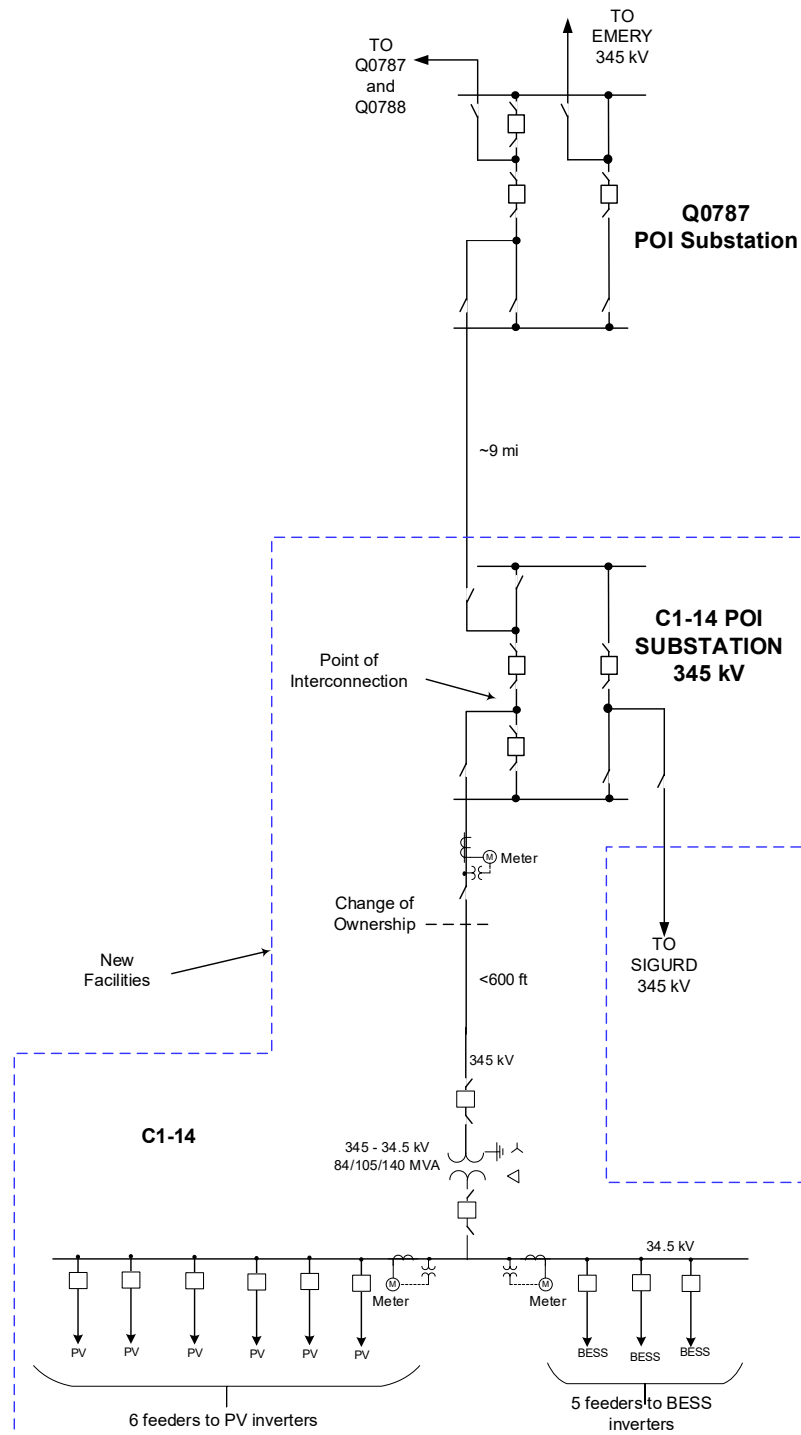 TO
EMERY
345 kV
TO
Q0787
and
Q0788
Q0787
POI Substation
~9 mi
C1-14 POI
SUBSTATION
345 kV
Point of
Interconnection
M
Meter
Change of
Ownership
New
Facilities
TO
SIGURD
345 kV
<600 ft
345 kV
C1-14
345 - 34.5 kV
84/105/140 MVA
34.5 kV
M
M
Meter
Meter
PV
PV
PV
PV
PV
PV
BESS
BESS
BESS
6 feeders to PV inverters
5 feeders to BESS
inverters